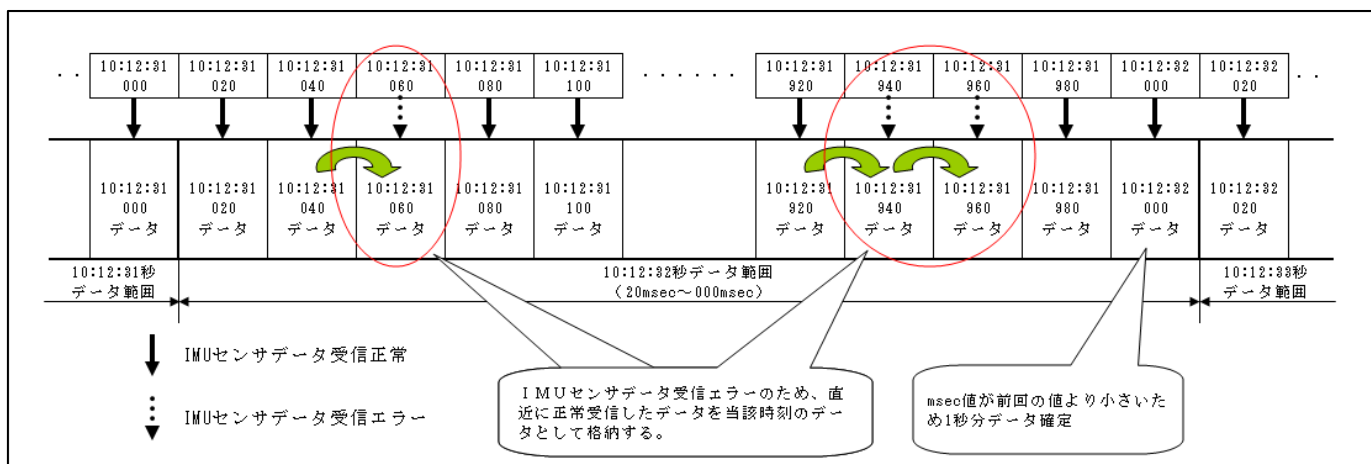 ・・ 10:12:31 10:12:31 10:12:31 10:12:31 10:12:31 10:12:31 ・・・・・・ 10:12:31 10:12:31 10:12:31 10:12:31 10:12:32 10:12:32 ・・
000 020 040 060 080 100 920 940 960 980 000 020
10:12:31 10:12:31 10:12:31 10:12:31 10:12:31 10:12:31 10:12:31 10:12:31 10:12:31 10:12:31 10:12:32 10:12:32
000 020 040 060 080 100 920 940 960 980 000 020
データ データ データ データ データ データ データ データ データ データ データ データ
10:12:31秒
データ範囲
10:12:32秒データ範囲
(20msec～000msec)
10:12:33秒
データ範囲
IMUセンサデータ受信正常
IMUセンサデータ受信エラー
ＩＭＵセンサデータ受信エラーのため、直
近に正常受信したデータを当該時刻のデー
タとして格納する。
msec値が前回の値より小さいた
め1秒分データ確定